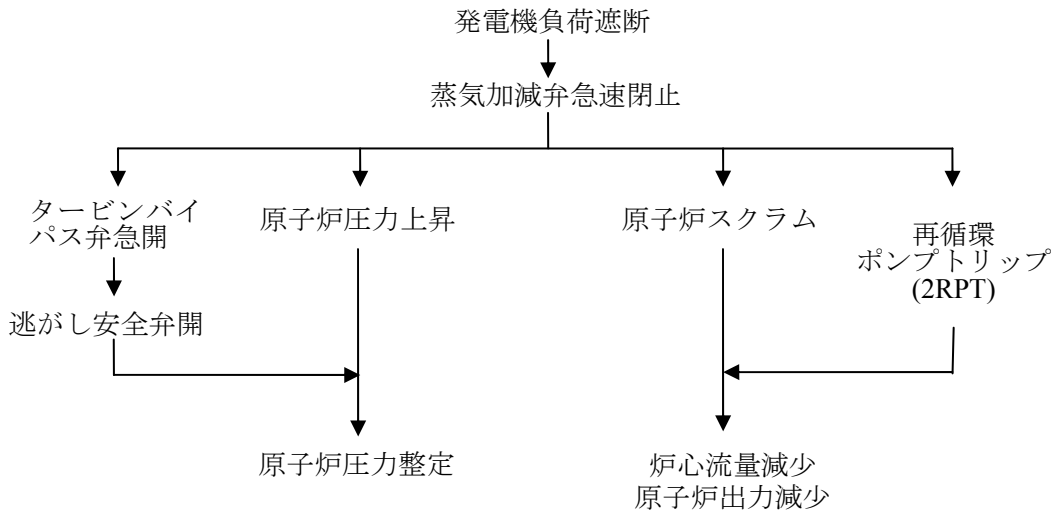 発電機負荷遮断
蒸気加減弁急速閉止
タービンバイ
パス弁急開
原子炉圧力上昇
原子炉スクラム
再循環
ポンプトリップ
(2RPT)
逃がし安全弁開
原子炉圧力整定
炉心流量減少
原子炉出力減少